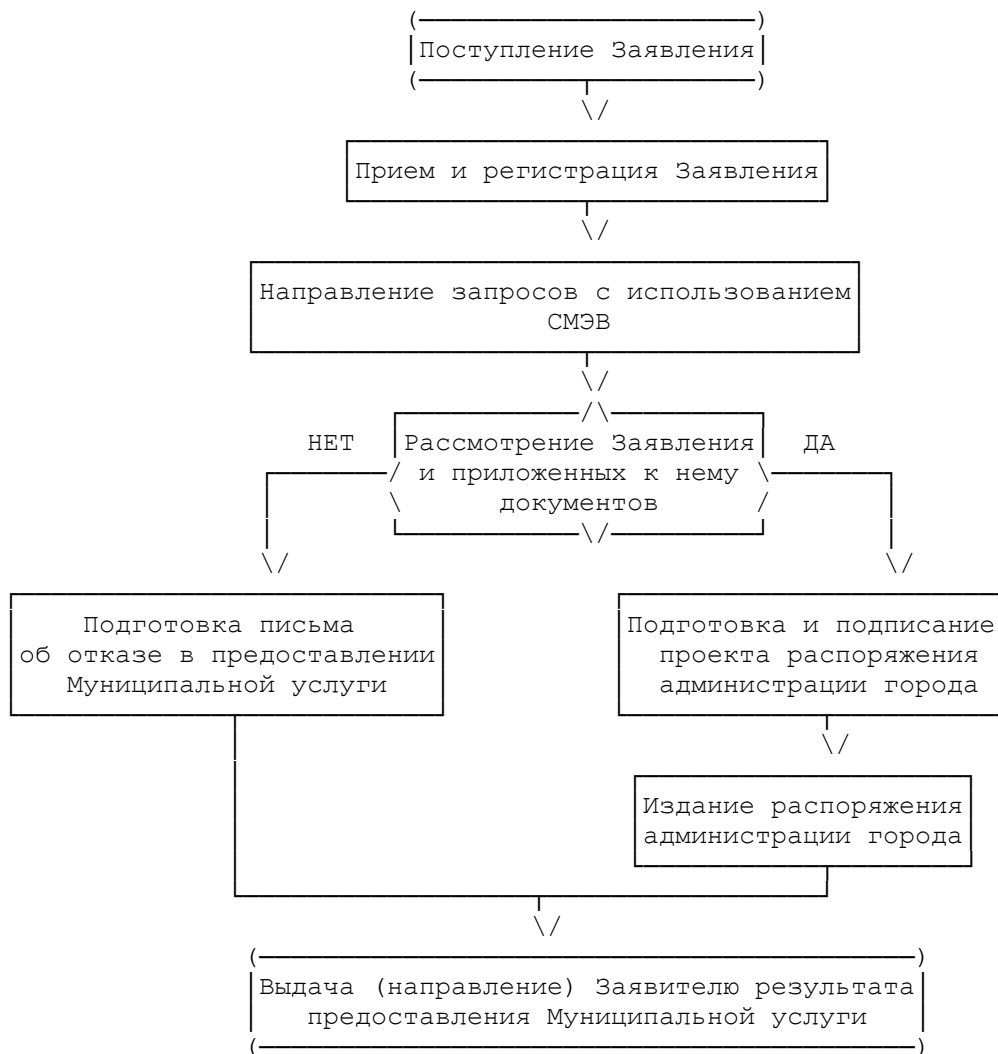 Поступление Заявления
Прием и регистрация Заявления
Направление запросов с использованием
СМЭВ
НЕТ
Рассмотрение Заявления
и приложенных к нему
документов
ДА
Подготовка письма
об отказе в предоставлении
Муниципальной услуги
Подготовка и подписание
проекта распоряжения
администрации города
Издание распоряжения
администрации города
Выдача (направление) Заявителю результата
предоставления Муниципальной услуги